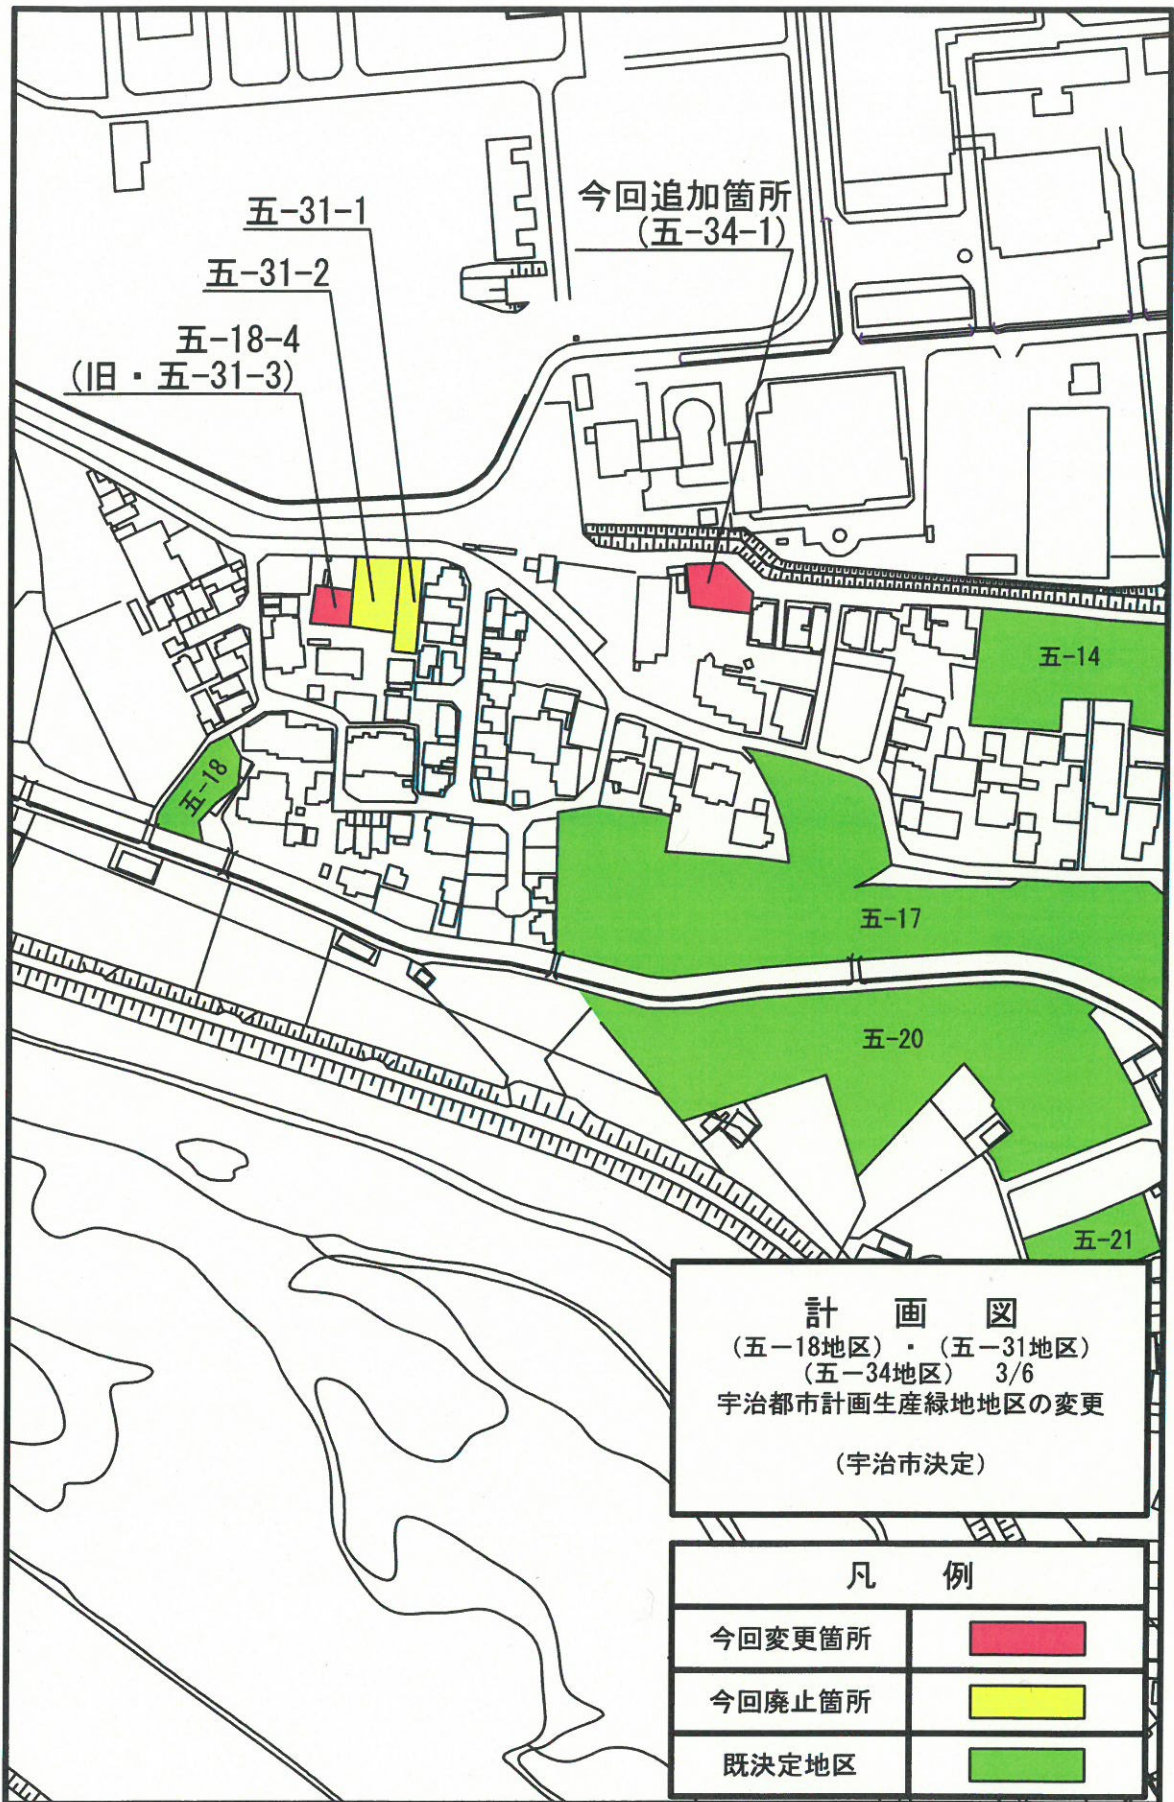 五-31-1
今回追加箇所
(五-34-1)
五-31-2
五-18-4
(旧・五-31-3)
五-14
五-18
五-17
五-20
五-21
計 画 図
(五－18地区)・(五－31地区)
(五－34地区) 3/6
宇治都市計画生産緑地地区の変更
(宇治市決定)
凡 例
今回変更箇所
今回廃止箇所
既決定地区